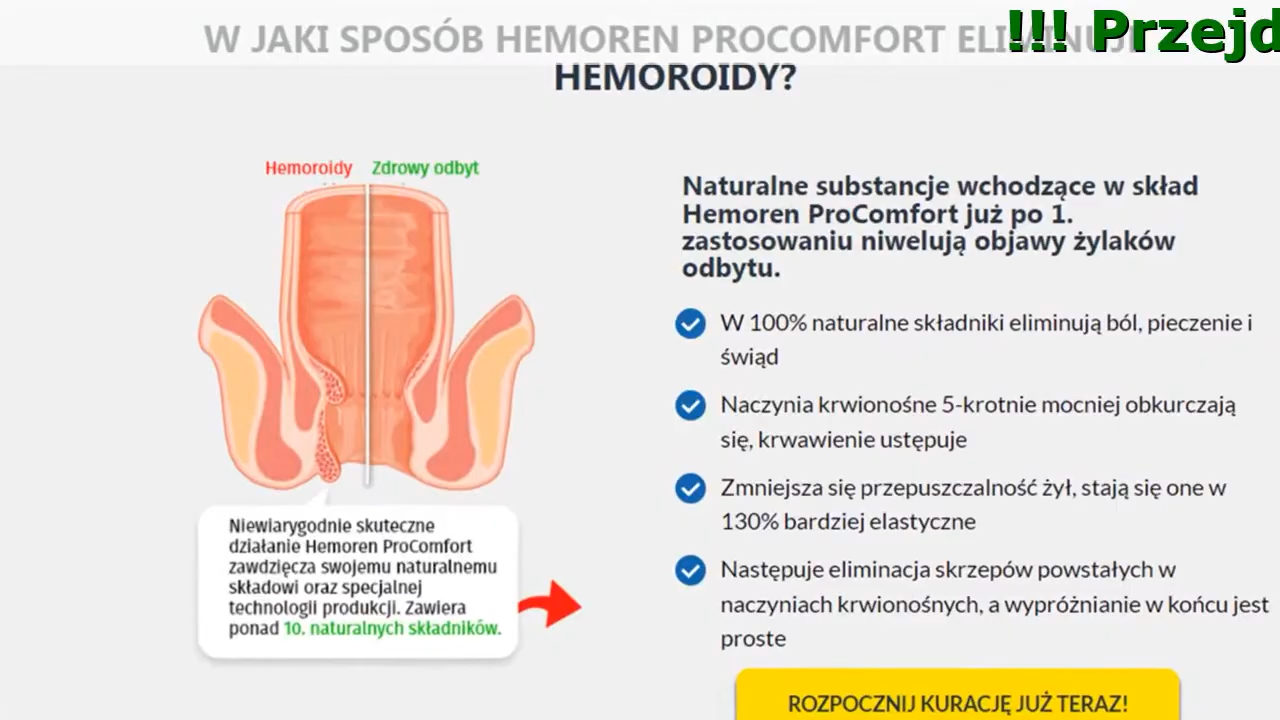 W JAKI SPOSÓB HEMOREN PROCOMFORT ELIMINUJE
!!! Przejd
HEMOROIDY?
Hemoroidy Zdrowy odbyt
Naturalne substancje wchodzące w skład
Hemoren ProComfort już po 1.
zastosowaniu niwelują objawy żylaków
odbytu.
W 100% naturalne składniki eliminują ból, pieczenie i
świąd
Naczynia krwionośne 5-krotnie mocniej obkurczają
się, krwawienie ustępuje
Zmniejsza się przepuszczalność żył, stają się one w
130% bardziej elastyczne
Następuje eliminacja skrzepów powstałych w
naczyniach krwionośnych, a wypróżnianie w końcu jest
proste
Niewiarygodnie skuteczne
działanie Hemoren ProComfort
zawdzięcza swojemu naturalnemu
składowi oraz specjalnej
technologii produkcji. Zawiera
ponad 10. naturalnych składników.
ROZPOCZNIJ KURACJĘ JUŻ TERAZ!